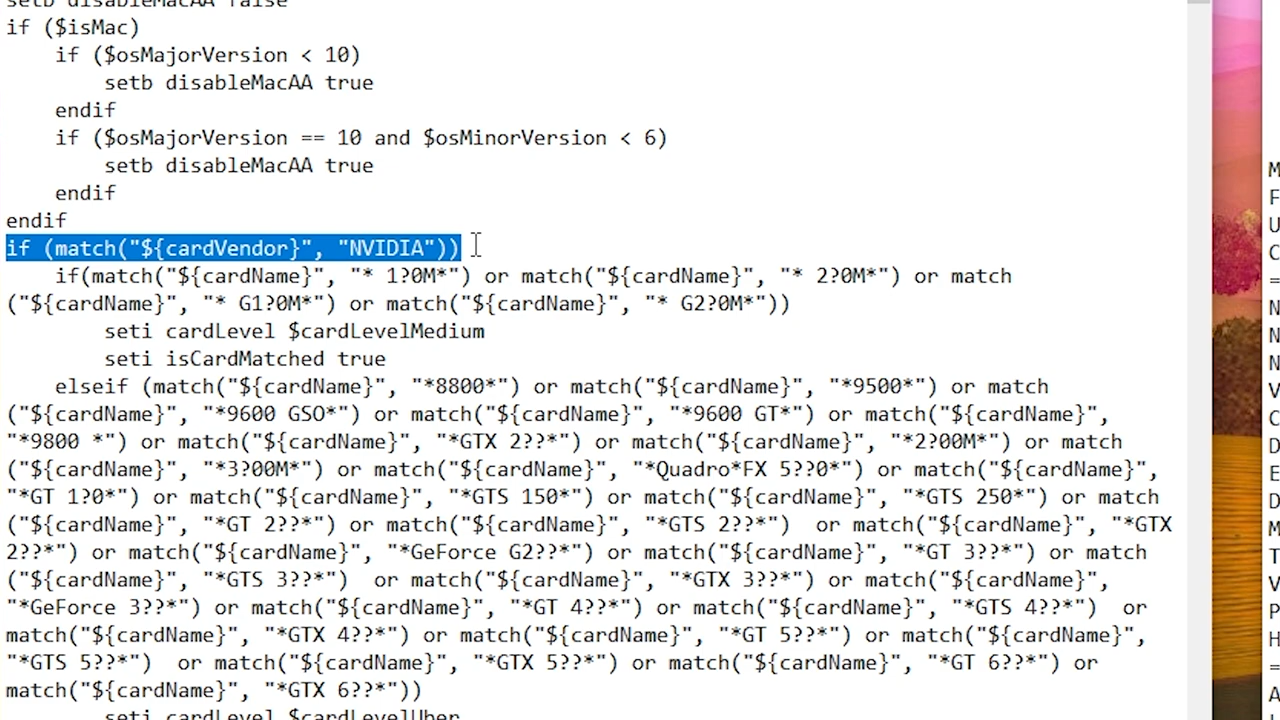 setb disableMacAA false
if ($isMac)
    if ($osMajorVersion < 10)
        setb disableMacAA true
    endif
    if ($osMajorVersion == 10 and $osMinorVersion < 6)
        setb disableMacAA true
    endif
endif
if (match("${cardVendor}", "NVIDIA"))
    if(match("${cardName}", "* 1?0M*") or match("${cardName}", "* 2?0M*") or match
("${cardName}", "* G1?0M*") or match("${cardName}", "* G2?0M*"))
        seti cardLevel $cardLevelMedium
        seti isCardMatched true
    elseif (match("${cardName}", "*8800*") or match("${cardName}", "*9500*") or match
("${cardName}", "*9600 GSO*") or match("${cardName}", "*9600 GT*") or match("${cardName}",
"*9800 *") or match("${cardName}", "*GTX 2??*") or match("${cardName}", "*2?00M*") or match
("${cardName}", "*3?00M*") or match("${cardName}", "*Quadro*FX 5??0*") or match("${cardName}",
"*GT 1?0*") or match("${cardName}", "*GTS 150*") or match("${cardName}", "*GTS 250*") or match
("${cardName}", "*GT 2??*") or match("${cardName}", "*GTS 2??*")  or match("${cardName}", "*GTX
2??*") or match("${cardName}", "*GeForce G2??*") or match("${cardName}", "*GT 3??*") or match
("${cardName}", "*GTS 3??*")  or match("${cardName}", "*GTX 3??*") or match("${cardName}",
"*GeForce 3??*") or match("${cardName}", "*GT 4??*") or match("${cardName}", "*GTS 4??*")  or
match("${cardName}", "*GTX 4??*") or match("${cardName}", "*GT 5??*") or match("${cardName}",
"*GTS 5??*")  or match("${cardName}", "*GTX 5??*") or match("${cardName}", "*GT 6??*") or
match("${cardName}", "*GTX 6??*"))
        seti cardLevel $cardLevelUber
M
F
U
C
=
N
N
N
V
C
D
E
D
M
T
V
P
H
=
A